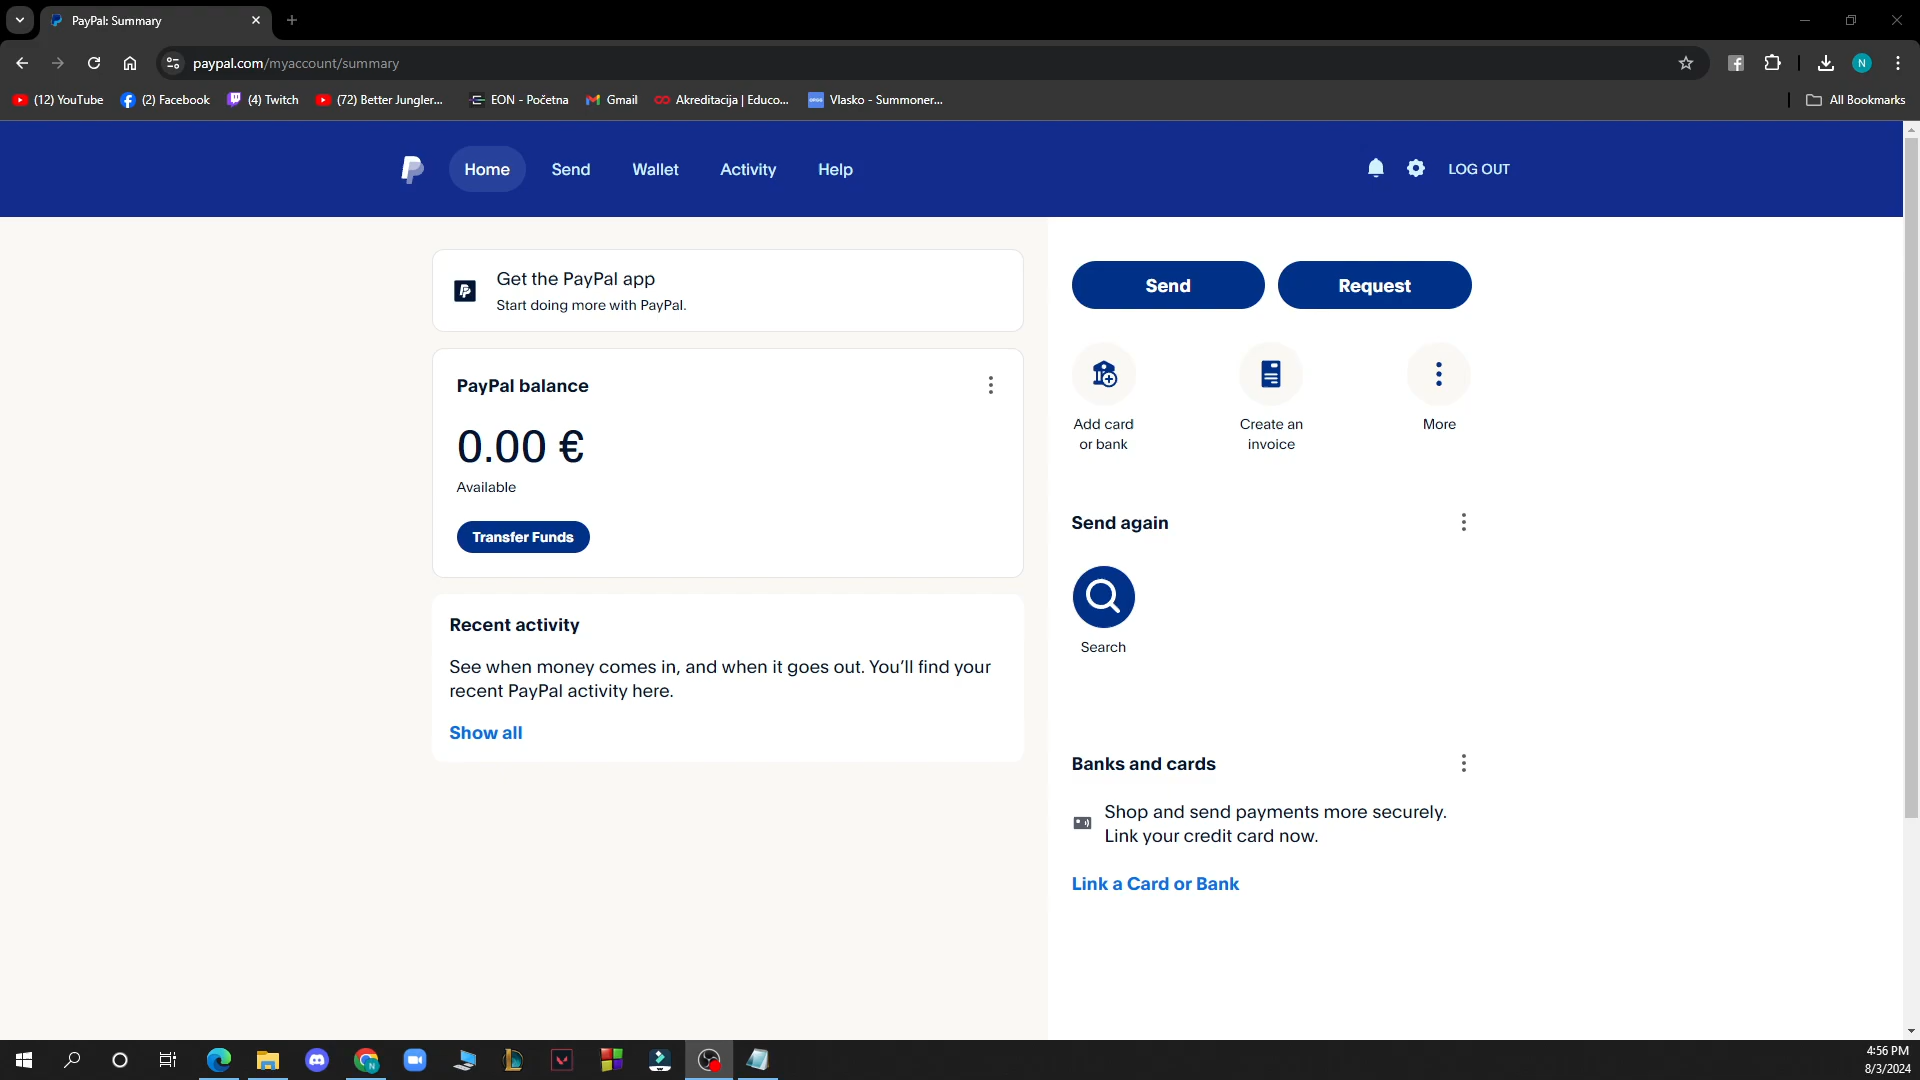 PayPal: Summary
paypal.com/myaccount/summary
N
(12) YouTube
(2) Facebook
(4) Twitch
(72) Better Jungler...
EON - Početna
Gmail
Akreditacija | Educo...
Vlasko - Summoner...
All Bookmarks
Home
Send
Wallet
Activity
Help
LOG OUT
Get the PayPal app
Start doing more with PayPal.
PayPal balance
0.00 €
Available
Transfer Funds
Recent activity
See when money comes in, and when it goes out. You’ll find your
recent PayPal activity here.
Show all
Send
Request
Add card
or bank
Create an
invoice
More
Send again
Search
Banks and cards
Shop and send payments more securely.
Link your credit card now.
Link a Card or Bank
4:56 PM
8/3/2024